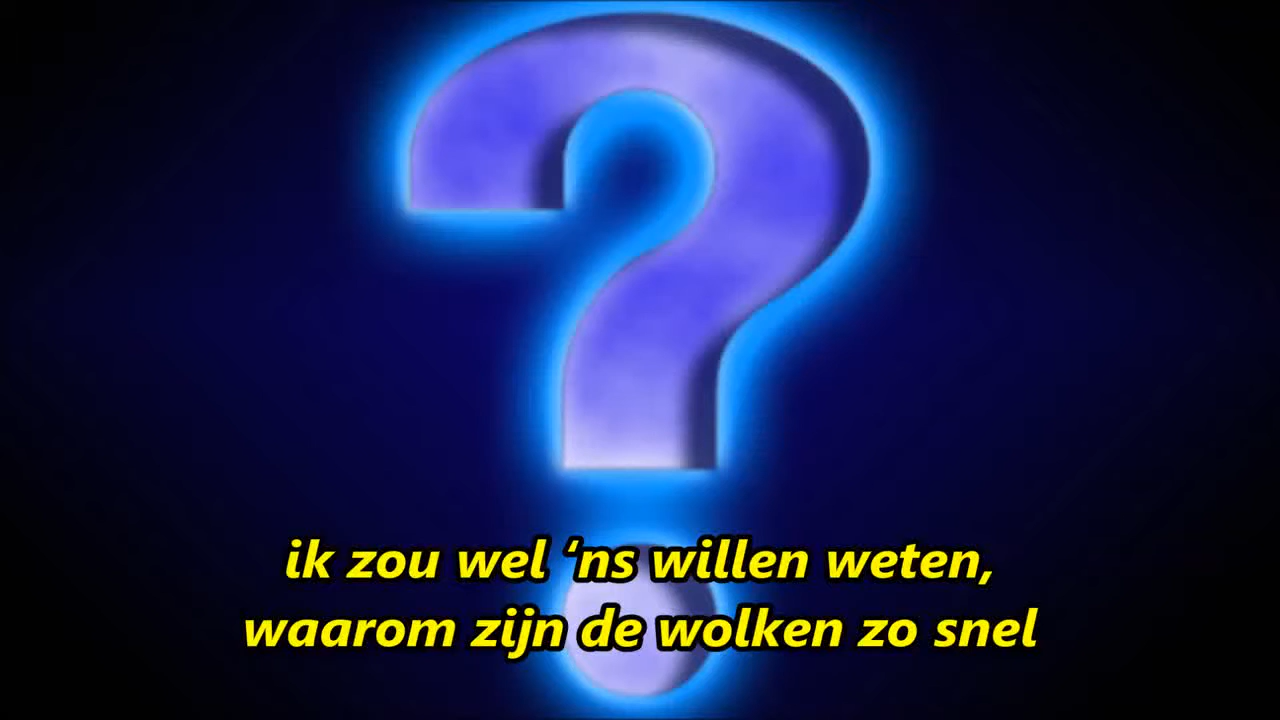 ik zou wel ‘ns willen weten,
waarom zijn de wolken zo snel